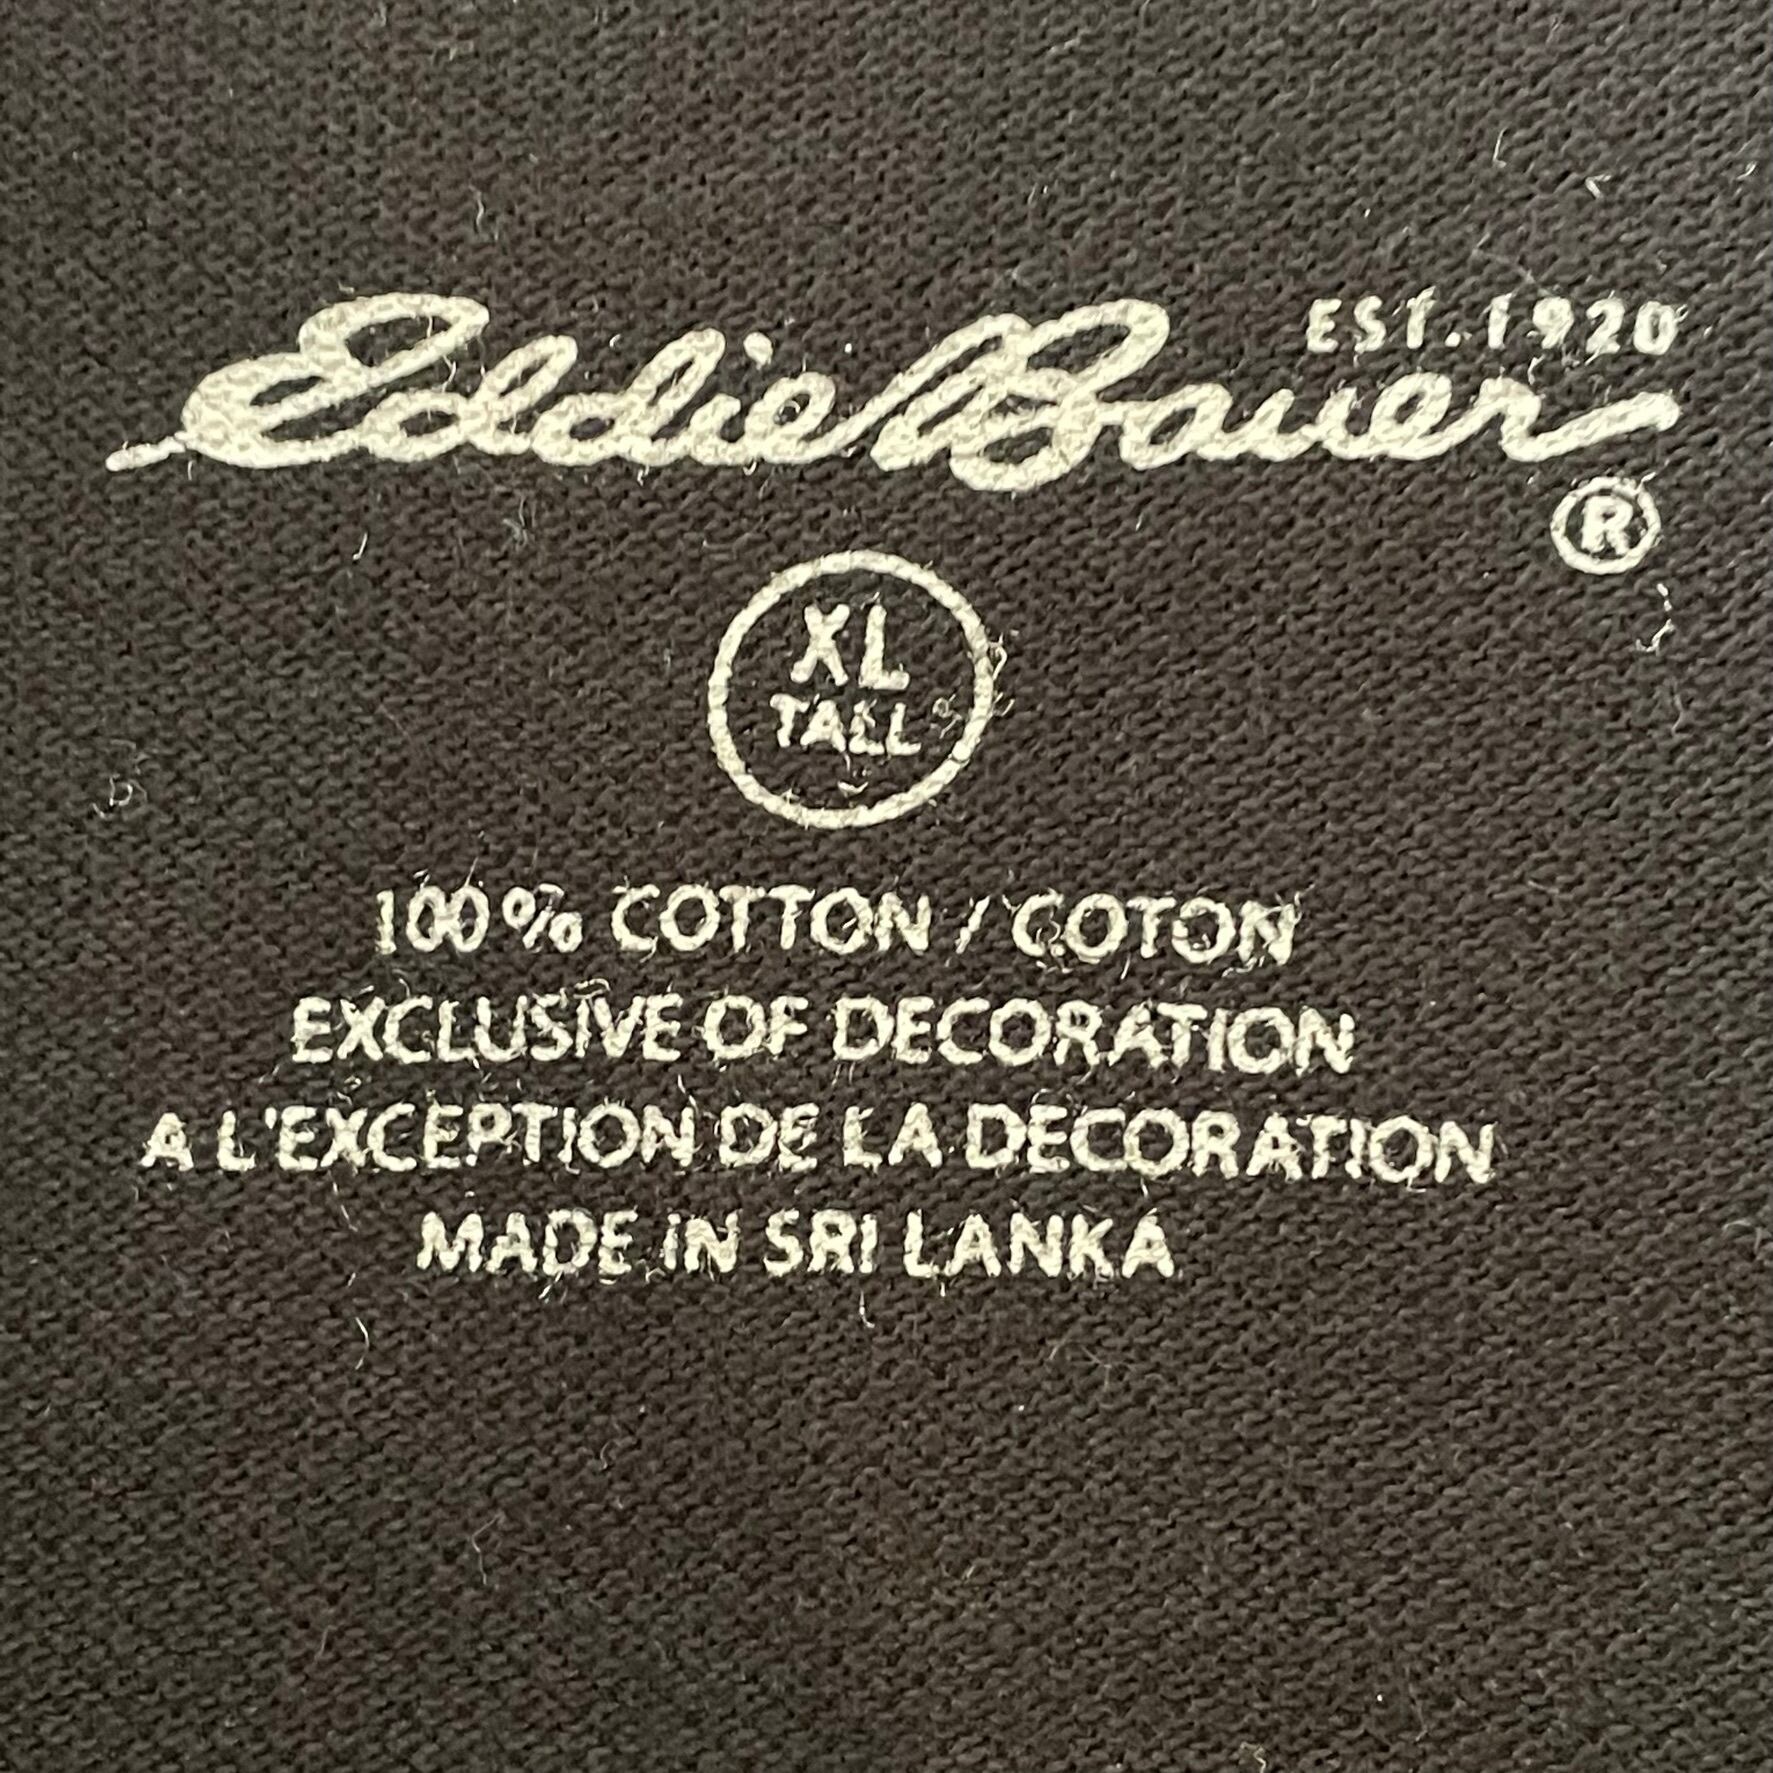 EST. 1920
Eddie Bauer
®
XL
TALL
100% COTTON / COTON
EXCLUSIVE OF DECORATION
A L'EXCEPTION DE LA DECORATION
MADE IN SRI LANKA